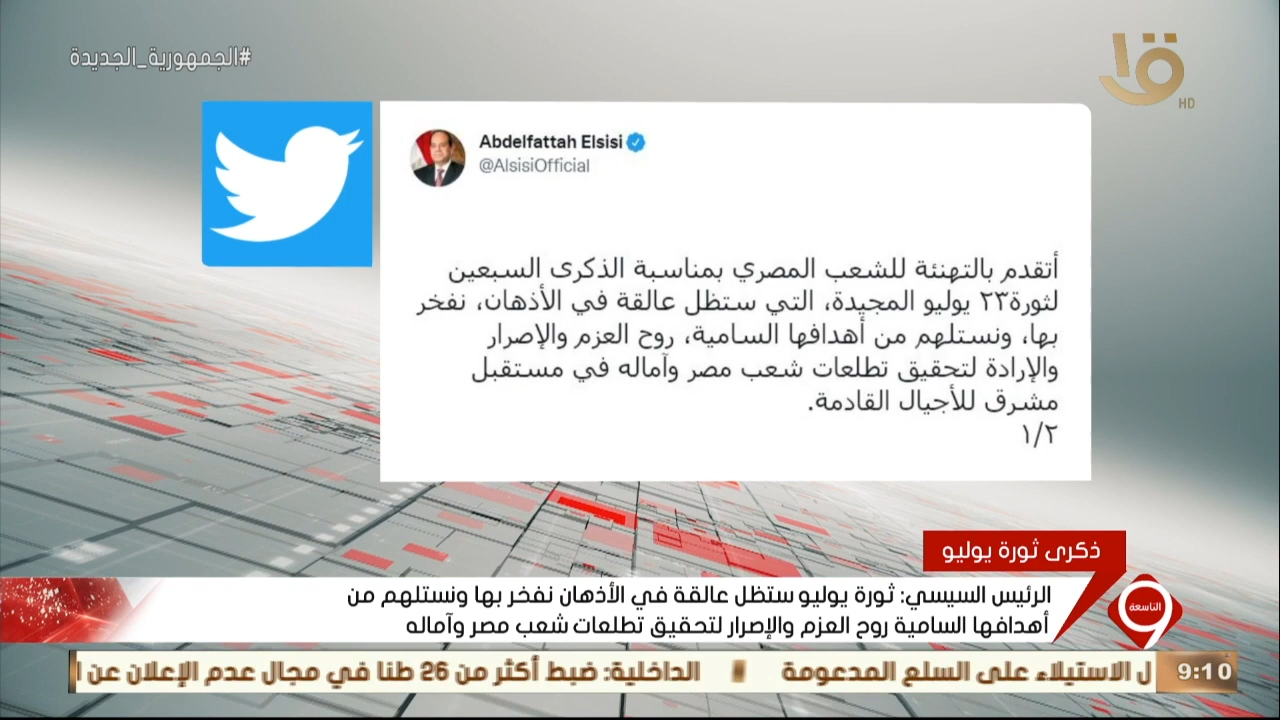 #الجمهورية_الجديدة
HD
Abdelfattah Elsisi
@AlsisiOfficial
أتقدم بالتهنئة للشعب المصري بمناسبة الذكرى السبعين
لثورة٢٣ يوليو المجيدة، التي ستظل عالقة في الأذهان، نفخر
بها، ونستلهم من أهدافها السامية، روح العزم والإصرار
والإرادة لتحقيق تطلعات شعب مصر وآماله في مستقبل
مشرق للأجيال القادمة.
١/٢
ذكرى ثورة يوليو
الرئيس السيسي: ثورة يوليو ستظل عالقة في الأذهان نفخر بها ونستلهم من
أهدافها السامية روح العزم والإصرار لتحقيق تطلعات شعب مصر وآماله
التاسعة
9:10
ل الاستيلاء على السلع المدعومة الداخلية: ضبط أكثر من 26 طنا في مجال عدم الإعلان عن ا